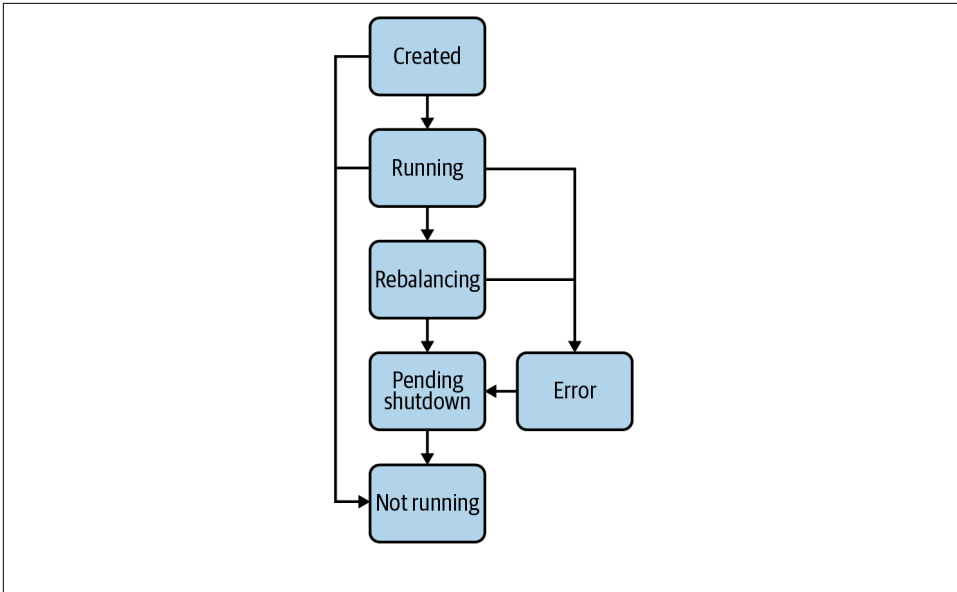 Created
Running
Rebalancing
Pending
shutdown
Error
Not running